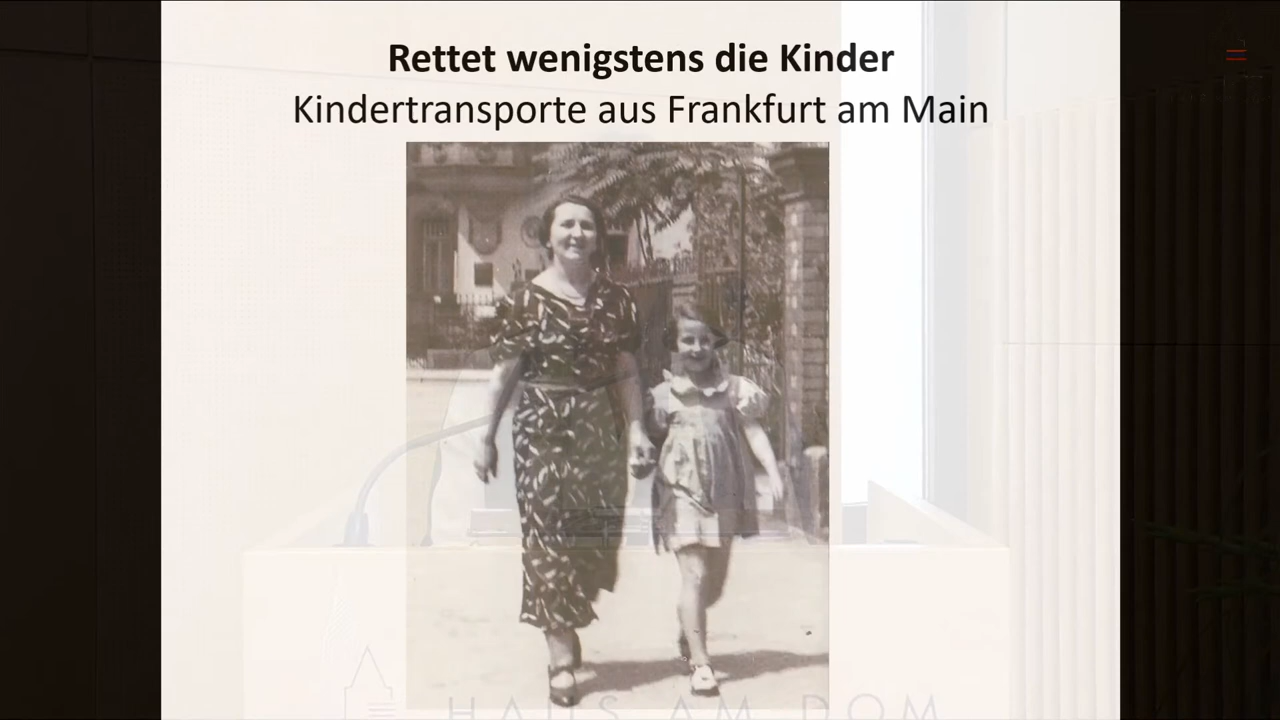 Rettet wenigstens die Kinder
Kindertransporte aus Frankfurt am Main
HAUS AM DOM